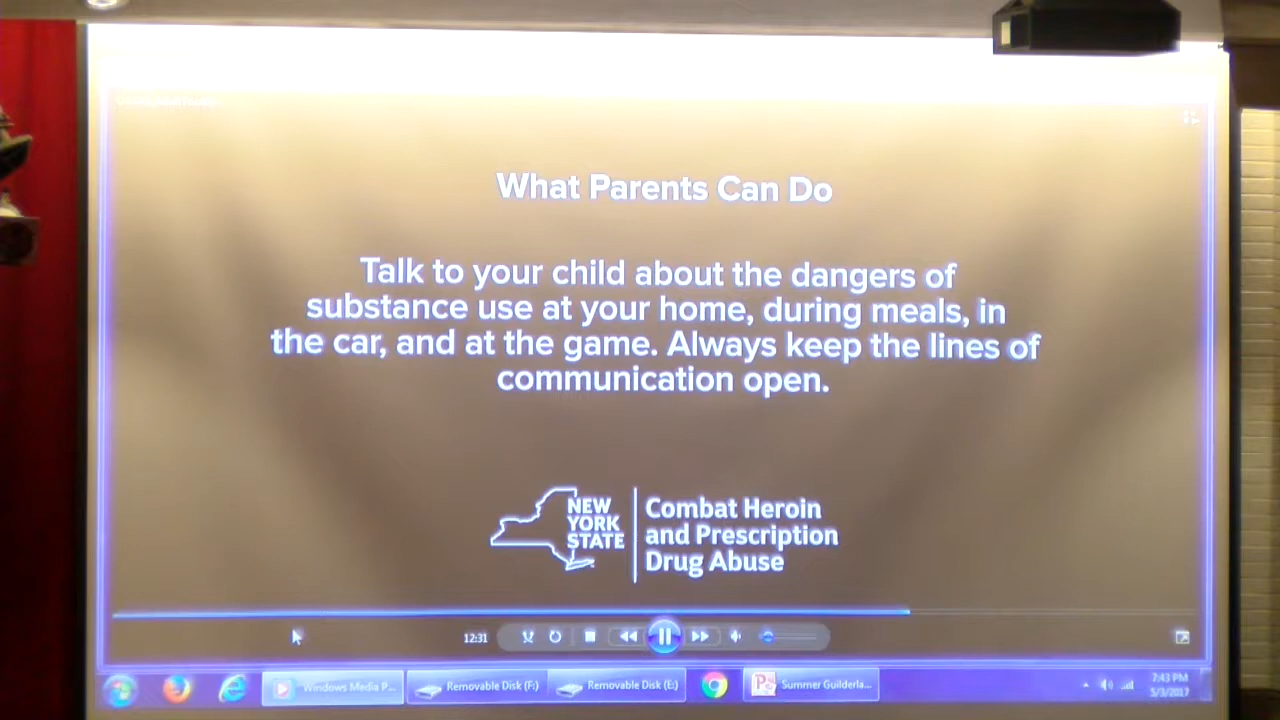 What Parents Can Do
Talk to your child about the dangers of
substance use at your home, during meals, in
the car, and at the game. Always keep the lines of
communication open.
NEW
YORK
STATE
Combat Heroin
and Prescription
Drug Abuse
12:31
Windows Media P...
Removable Disk (F:)
Removable Disk (E:)
Summer Guilderla...
7:43 PM
5/3/2017